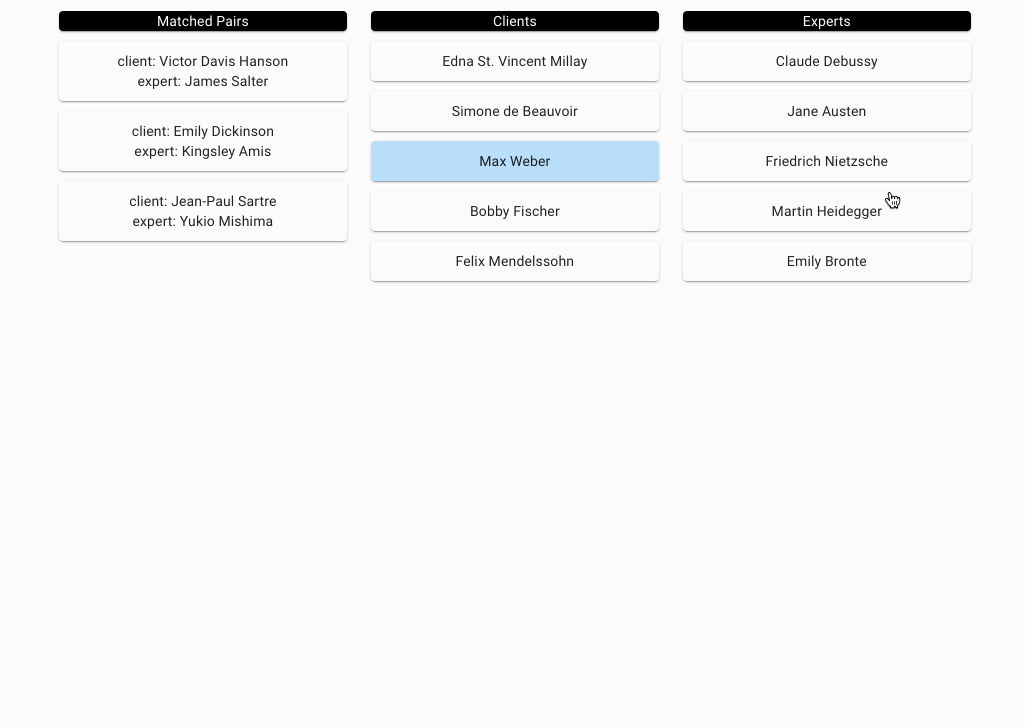 Matched Pairs
client: Victor Davis Hanson
expert: James Salter
client: Emily Dickinson
expert: Kingsley Amis
client: Jean-Paul Sartre
expert: Yukio Mishima
Clients
Edna St. Vincent Millay
Simone de Beauvoir
Max Weber
Bobby Fischer
Felix Mendelssohn
Experts
Claude Debussy
Jane Austen
Friedrich Nietzsche
Martin Heidegger
Emily Bronte